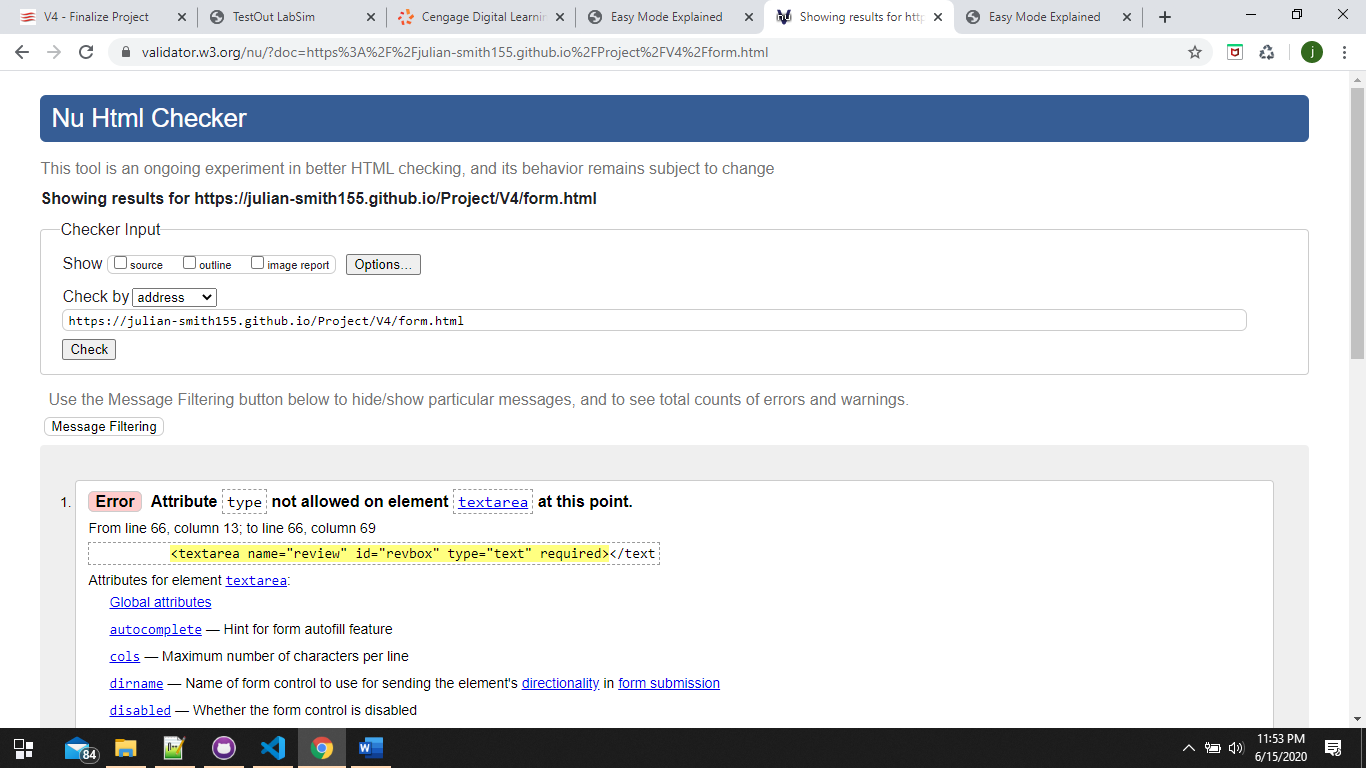 V4 - Finalize Project
TestOut LabSim
Cengage Digital Learnin
Easy Mode Explained
Showing results for http
Easy Mode Explained
validator.w3.org/nu/?doc=https%3A%2F%2Fjulian-smith155.github.io%2FProject%2FV4%2Fform.html
j
Nu Html Checker
This tool is an ongoing experiment in better HTML checking, and its behavior remains subject to change
Showing results for https://julian-smith155.github.io/Project/V4/form.html
Checker Input
Show source outline image report Options...
Check by address
https://julian-smith155.github.io/Project/V4/form.html
Check
Use the Message Filtering button below to hide/show particular messages, and to see total counts of errors and warnings.
Message Filtering
1. Error Attribute type not allowed on element textarea at this point.
From line 66, column 13; to line 66, column 69
<textarea name="review" id="revbox" type="text" required></text
Attributes for element textarea:
Global attributes
autocomplete — Hint for form autofill feature
cols — Maximum number of characters per line
dirname — Name of form control to use for sending the element's directionality in form submission
disabled — Whether the form control is disabled
84
11:53 PM
6/15/2020